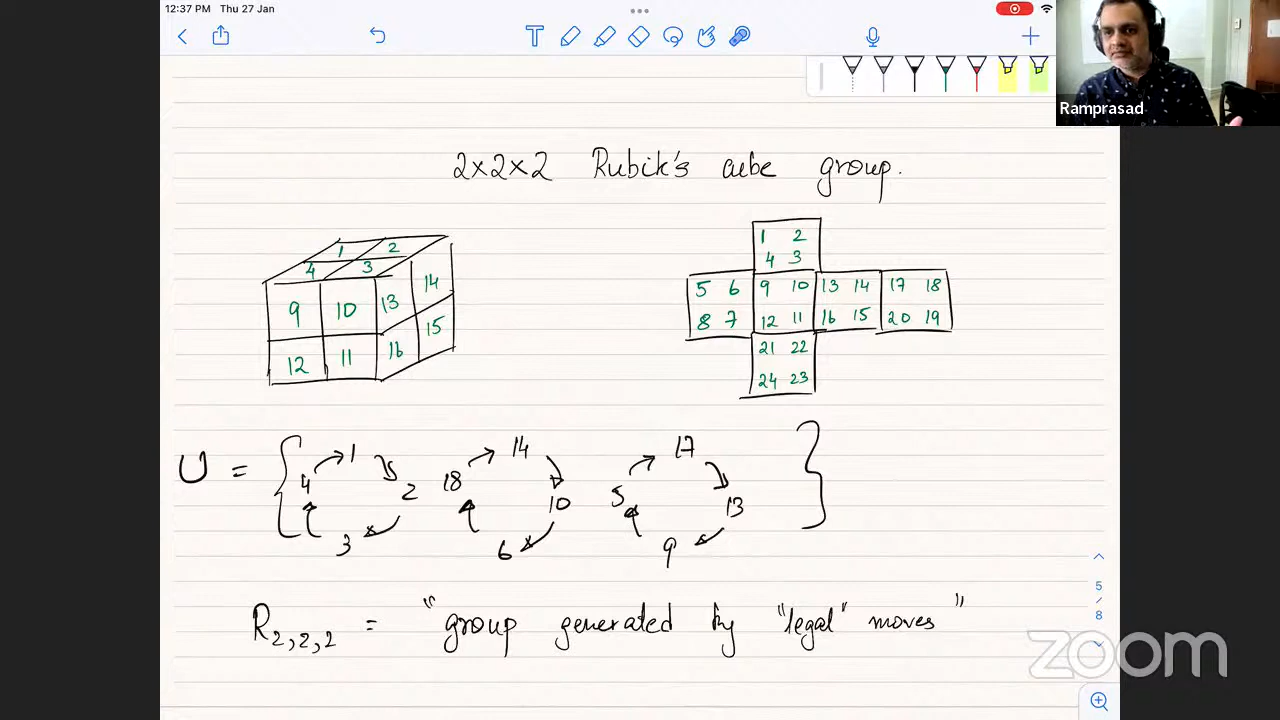 12:37 PM Thu 27 Jan
Ramprasad
2×2×2 Rubik's cube group.
1 2
4 3
9 10 13 14
12 11 16 15
1 2
4 3
5 6 9 10 13 14 17 18
8 7 12 11 16 15 20 19
21 22
24 23
U = { 4 1 2 3 18 14 10 6 5 17 13 9 }
R2,2,2 = "group generated by "legal" moves"
5
/
8
zoom